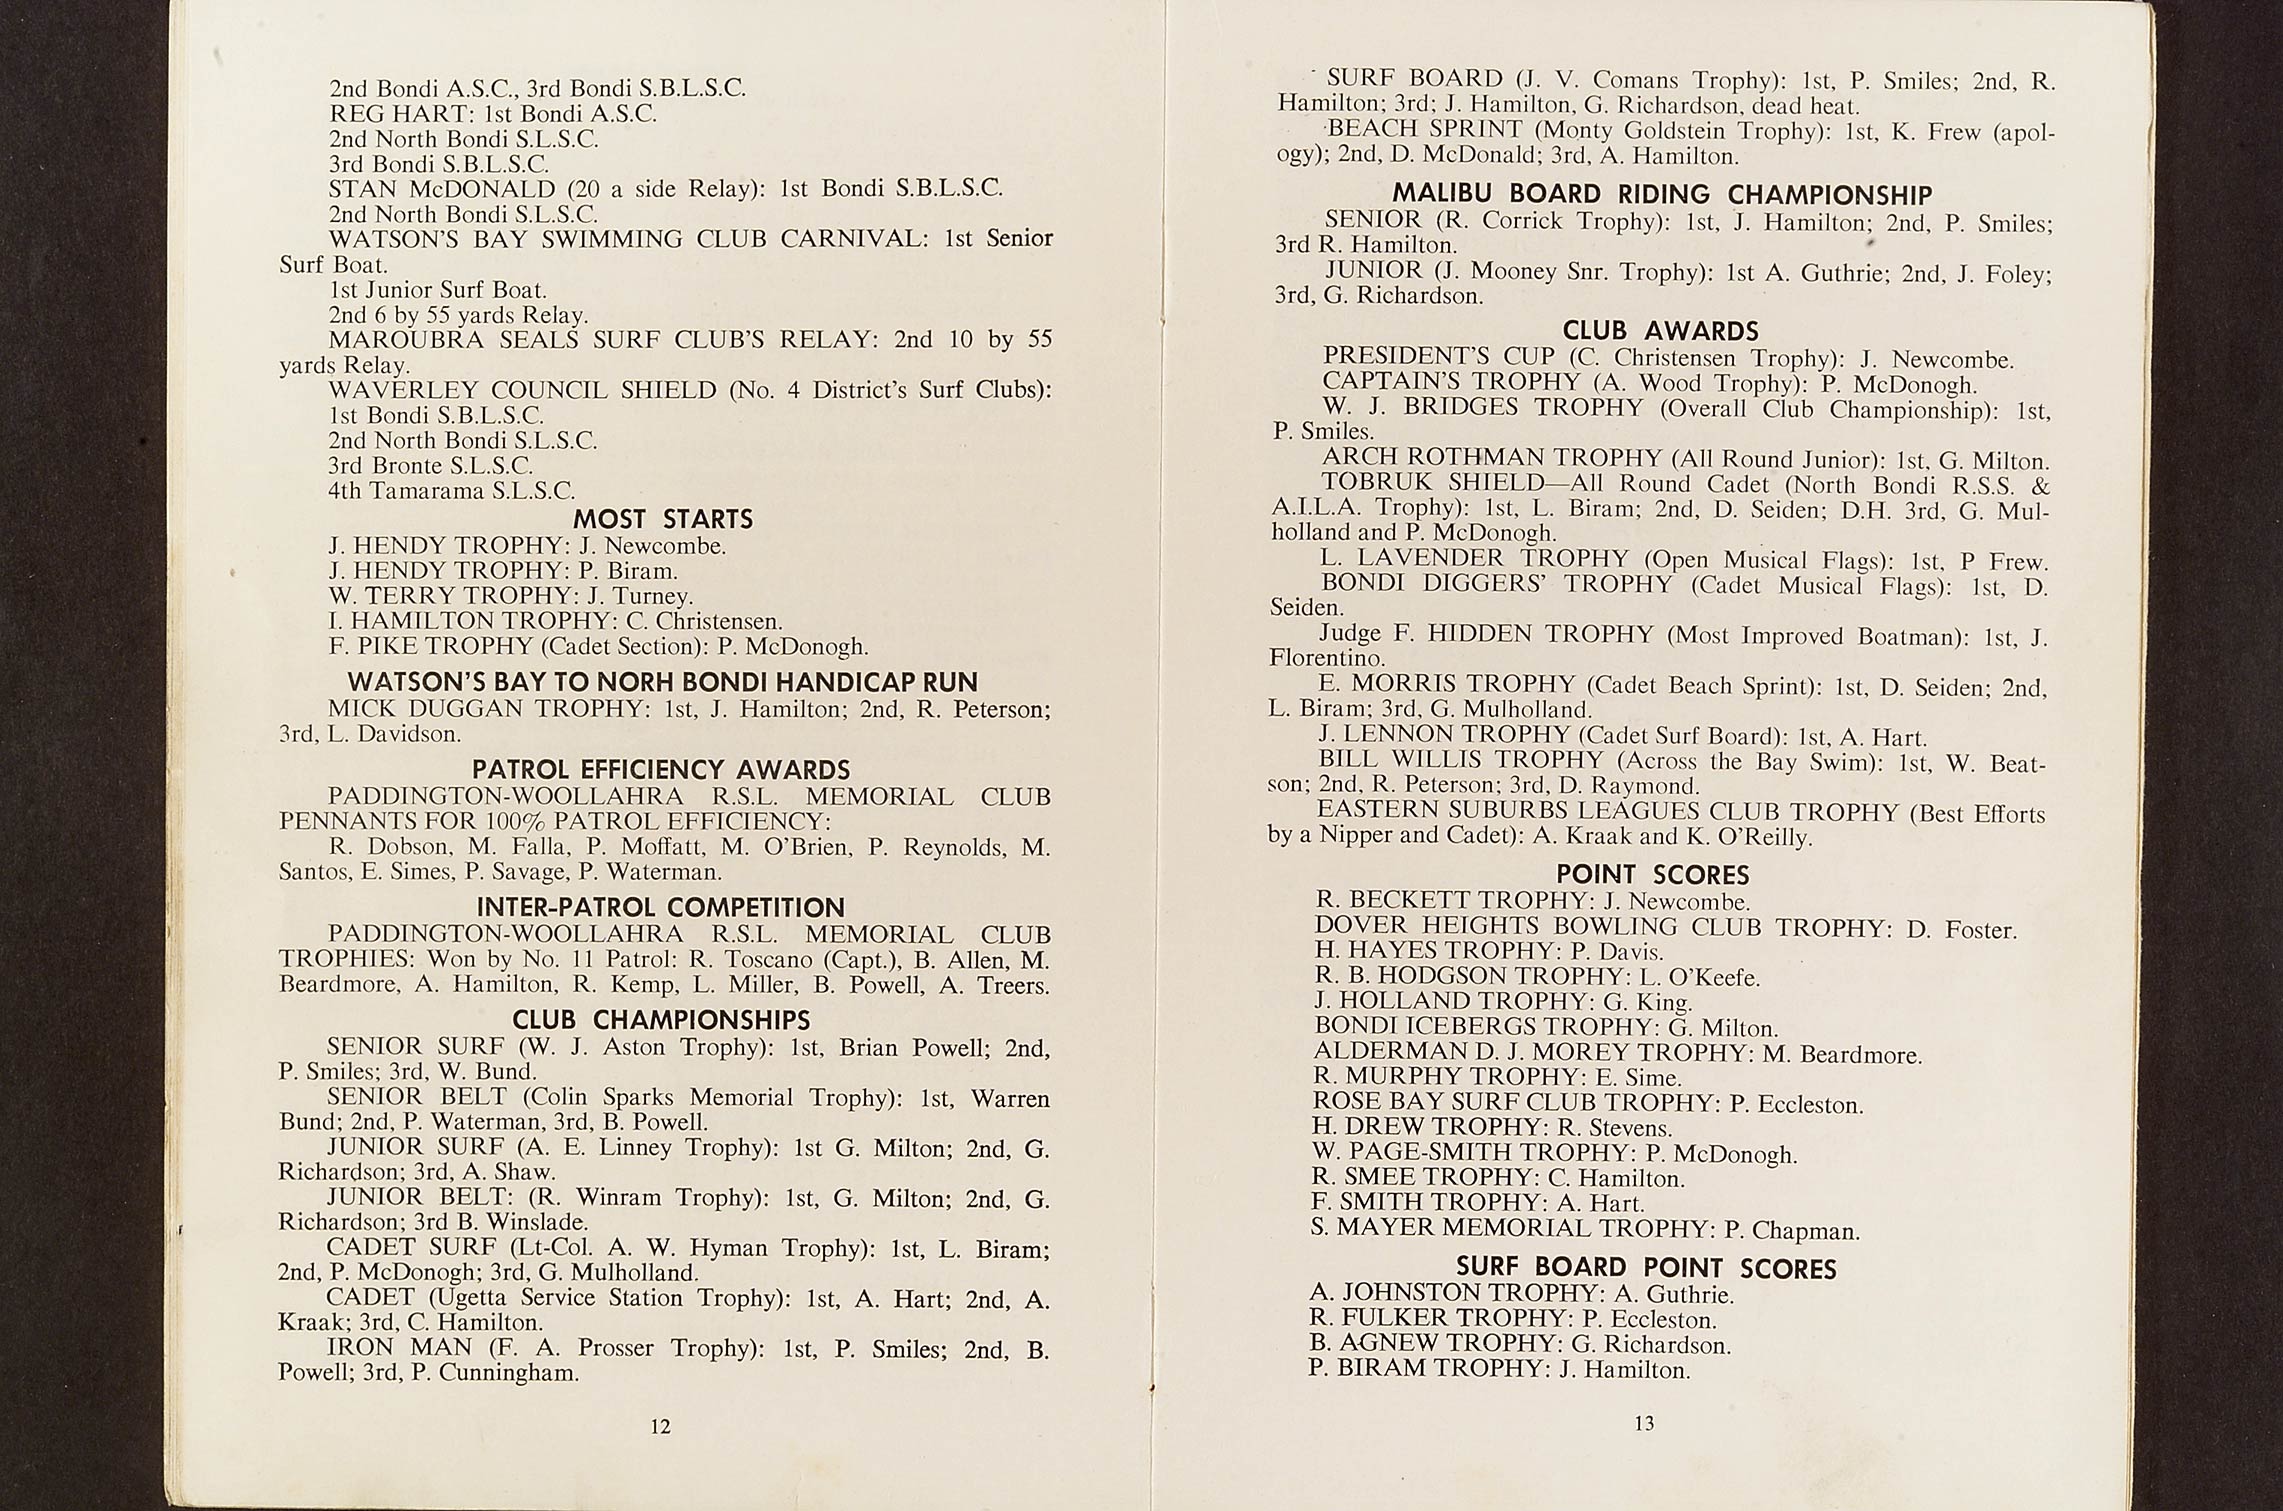 2nd Bondi A.S.C., 3rd Bondi S.B.L.S.C.
REG HART: 1st Bondi A.S.C.
2nd North Bondi S.L.S.C.
3rd Bondi S.B.L.S.C.
STAN McDONALD (20 a side Relay): 1st Bondi S.B.L.S.C.
2nd North Bondi S.L.S.C.
WATSON'S BAY SWIMMING CLUB CARNIVAL: 1st Senior
Surf Boat.
1st Junior Surf Boat.
2nd 6 by 55 yards Relay.
MAROUBRA SEALS SURF CLUB'S RELAY: 2nd 10 by 55
yards Relay.
WAVERLEY COUNCIL SHIELD (No. 4 District's Surf Clubs):
1st Bondi S.B.L.S.C.
2nd North Bondi S.L.S.C.
3rd Bronte S.L.S.C.
4th Tamarama S.L.S.C.
MOST STARTS
J. HENDY TROPHY: J. Newcombe.
J. HENDY TROPHY: P. Biram.
W. TERRY TROPHY: J. Turney.
I. HAMILTON TROPHY: C. Christensen.
F. PIKE TROPHY (Cadet Section): P. McDonogh.
WATSON'S BAY TO NORH BONDI HANDICAP RUN
MICK DUGGAN TROPHY: 1st, J. Hamilton; 2nd, R. Peterson;
3rd, L. Davidson.
PATROL EFFICIENCY AWARDS
PADDINGTON-WOOLLAHRA R.S.L. MEMORIAL CLUB
PENNANTS FOR 100% PATROL EFFICIENCY:
R. Dobson, M. Falla, P. Moffatt, M. O'Brien, P. Reynolds, M.
Santos, E. Simes, P. Savage, P. Waterman.
INTER-PATROL COMPETITION
PADDINGTON-WOOLLAHRA R.S.L. MEMORIAL CLUB
TROPHIES: Won by No. 11 Patrol: R. Toscano (Capt.), B. Allen, M.
Beardmore, A. Hamilton, R. Kemp, L. Miller, B. Powell, A. Treers.
CLUB CHAMPIONSHIPS
SENIOR SURF (W. J. Aston Trophy): 1st, Brian Powell; 2nd,
P. Smiles; 3rd, W. Bund.
SENIOR BELT (Colin Sparks Memorial Trophy): 1st, Warren
Bund; 2nd, P. Waterman, 3rd, B. Powell.
JUNIOR SURF (A. E. Linney Trophy): 1st G. Milton; 2nd, G.
Richardson; 3rd, A. Shaw.
JUNIOR BELT: (R. Winram Trophy): 1st, G. Milton; 2nd, G.
Richardson; 3rd B. Winslade.
CADET SURF (Lt-Col. A. W. Hyman Trophy): 1st, L. Biram;
2nd, P. McDonogh; 3rd, G. Mulholland.
CADET (Ugetta Service Station Trophy): 1st, A. Hart; 2nd, A.
Kraak; 3rd, C. Hamilton.
IRON MAN (F. A. Prosser Trophy): 1st, P. Smiles; 2nd, B.
Powell; 3rd, P. Cunningham.
12
SURF BOARD (J. V. Comans Trophy): 1st, P. Smiles; 2nd, R.
Hamilton; 3rd; J. Hamilton, G. Richardson, dead heat.
BEACH SPRINT (Monty Goldstein Trophy): 1st, K. Frew (apol-
ogy); 2nd, D. McDonald; 3rd, A. Hamilton.
MALIBU BOARD RIDING CHAMPIONSHIP
SENIOR (R. Corrick Trophy): 1st, J. Hamilton; 2nd, P. Smiles;
3rd R. Hamilton.
JUNIOR (J. Mooney Snr. Trophy): 1st A. Guthrie; 2nd, J. Foley;
3rd, G. Richardson.
CLUB AWARDS
PRESIDENT'S CUP (C. Christensen Trophy): J. Newcombe.
CAPTAIN'S TROPHY (A. Wood Trophy): P. McDonogh.
W. J. BRIDGES TROPHY (Overall Club Championship): 1st,
P. Smiles.
ARCH ROTHMAN TROPHY (All Round Junior): 1st, G. Milton.
TOBRUK SHIELD—All Round Cadet (North Bondi R.S.S. &
A.I.L.A. Trophy): 1st, L. Biram; 2nd, D. Seiden; D.H. 3rd, G. Mul-
holland and P. McDonogh.
L. LAVENDER TROPHY (Open Musical Flags): 1st, P Frew.
BONDI DIGGERS' TROPHY (Cadet Musical Flags): 1st, D.
Seiden.
Judge F. HIDDEN TROPHY (Most Improved Boatman): 1st, J.
Florentino.
E. MORRIS TROPHY (Cadet Beach Sprint): 1st, D. Seiden; 2nd,
L. Biram; 3rd, G. Mulholland.
J. LENNON TROPHY (Cadet Surf Board): 1st, A. Hart.
BILL WILLIS TROPHY (Across the Bay Swim): 1st, W. Beat-
son; 2nd, R. Peterson; 3rd, D. Raymond.
EASTERN SUBURBS LEAGUES CLUB TROPHY (Best Efforts
by a Nipper and Cadet): A. Kraak and K. O'Reilly.
POINT SCORES
R. BECKETT TROPHY: J. Newcombe.
DOVER HEIGHTS BOWLING CLUB TROPHY: D. Foster.
H. HAYES TROPHY: P. Davis.
R. B. HODGSON TROPHY: L. O'Keefe.
J. HOLLAND TROPHY: G. King.
BONDI ICEBERGS TROPHY: G. Milton.
ALDERMAN D. J. MOREY TROPHY: M. Beardmore.
R. MURPHY TROPHY: E. Sime.
ROSE BAY SURF CLUB TROPHY: P. Eccleston.
H. DREW TROPHY: R. Stevens.
W. PAGE-SMITH TROPHY: P. McDonogh.
R. SMEE TROPHY: C. Hamilton.
F. SMITH TROPHY: A. Hart.
S. MAYER MEMORIAL TROPHY: P. Chapman.
SURF BOARD POINT SCORES
A. JOHNSTON TROPHY: A. Guthrie.
R. FULKER TROPHY: P. Eccleston.
B. AGNEW TROPHY: G. Richardson.
P. BIRAM TROPHY: J. Hamilton.
13